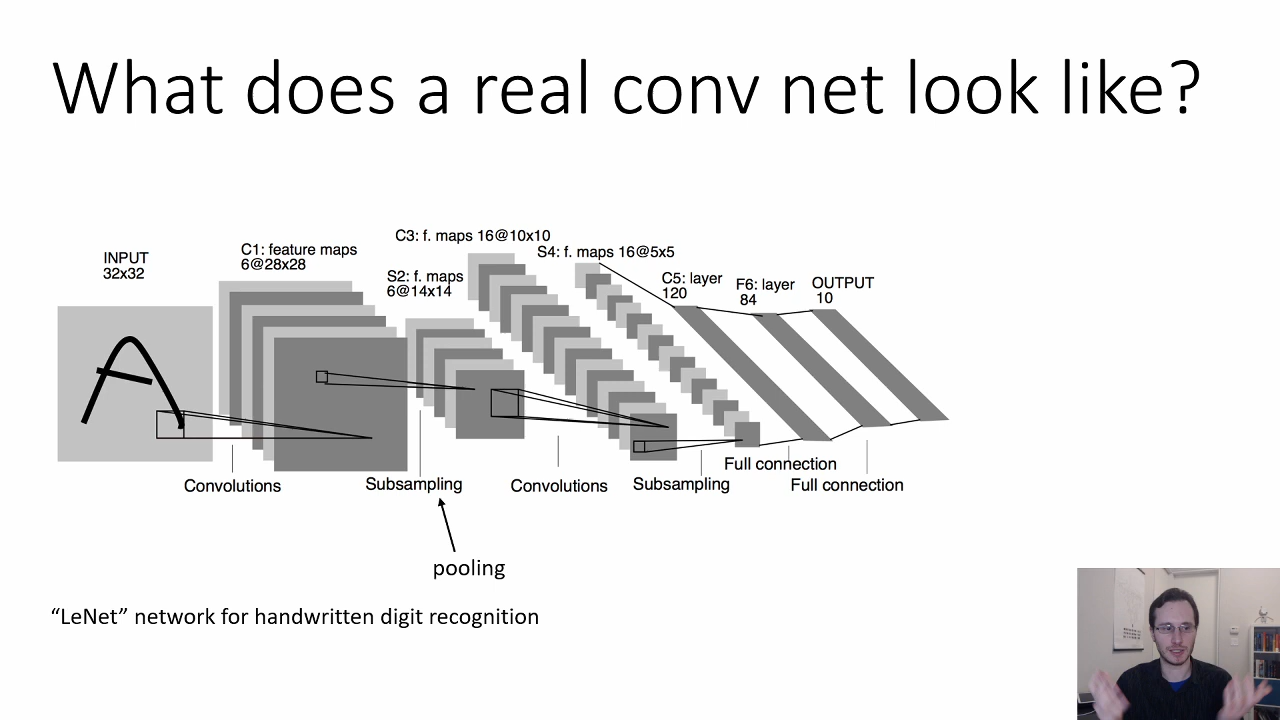 What does a real conv net look like?
INPUT
32x32
C1: feature maps
6@28x28
S2: f. maps
6@14x14
C3: f. maps 16@10x10
S4: f. maps 16@5x5
C5: layer
120
F6: layer
84
OUTPUT
10
Convolutions
Subsampling
Convolutions
Subsampling
Full connection
Full connection
pooling
“LeNet” network for handwritten digit recognition
A